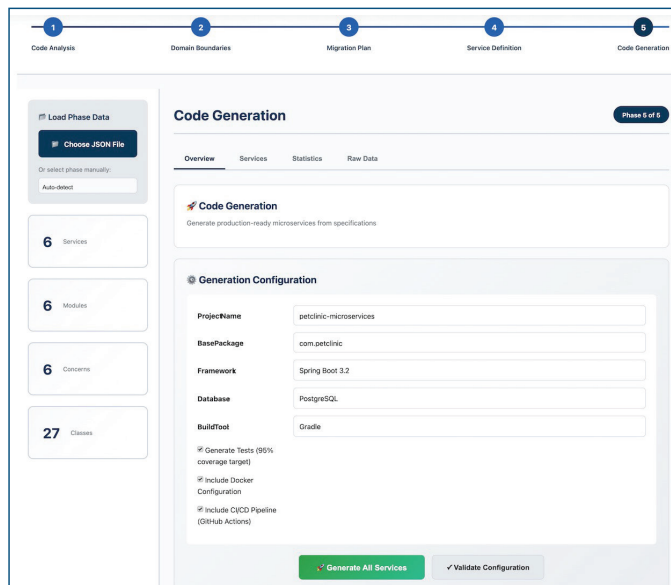 1 2 3 4 5
Code Analysis Domain Boundaries Migration Plan Service Definition Code Generation
Load Phase Data
Choose JSON File
Or select phase manually:
Auto-detect
6 Services
6 Modules
6 Concerns
27 Classes
Code Generation
Phase 5 of 5
Overview Services Statistics Raw Data
🚀 Code Generation
Generate production-ready microservices from specifications
Generation Configuration
ProjectName petclinic-microservices
BasePackage com.petclinic
Framework Spring Boot 3.2
Database PostgreSQL
BuildTool Gradle
Generate Tests (95%
coverage target)
Include Docker
Configuration
Include CI/CD Pipeline
(GitHub Actions)
🚀 Generate All Services ✓ Validate Configuration